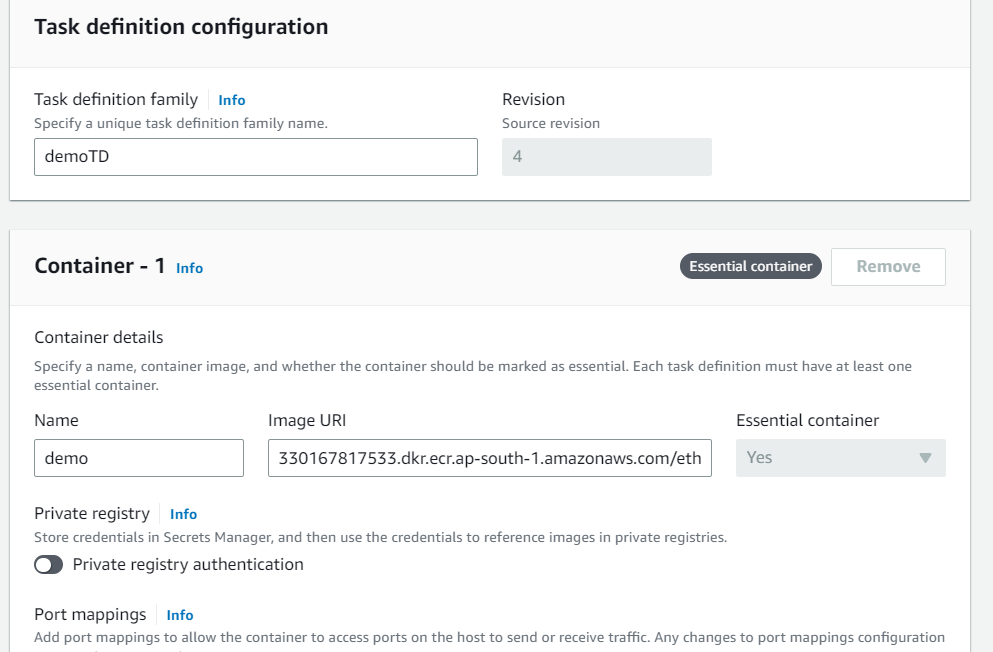 Task definition configuration
Task definition family Info
Specify a unique task definition family name.
demoTD
Revision
Source revision
4
Container - 1 Info
Essential container
Remove
Container details
Specify a name, container image, and whether the container should be marked as essential. Each task definition must have at least one
essential container.
Name
demo
Image URI
330167817533.dkr.ecr.ap-south-1.amazonaws.com/eth
Essential container
Yes
Private registry Info
Store credentials in Secrets Manager, and then use the credentials to reference images in private registries.
Private registry authentication
Port mappings Info
Add port mappings to allow the container to access ports on the host to send or receive traffic. Any changes to port mappings configuration